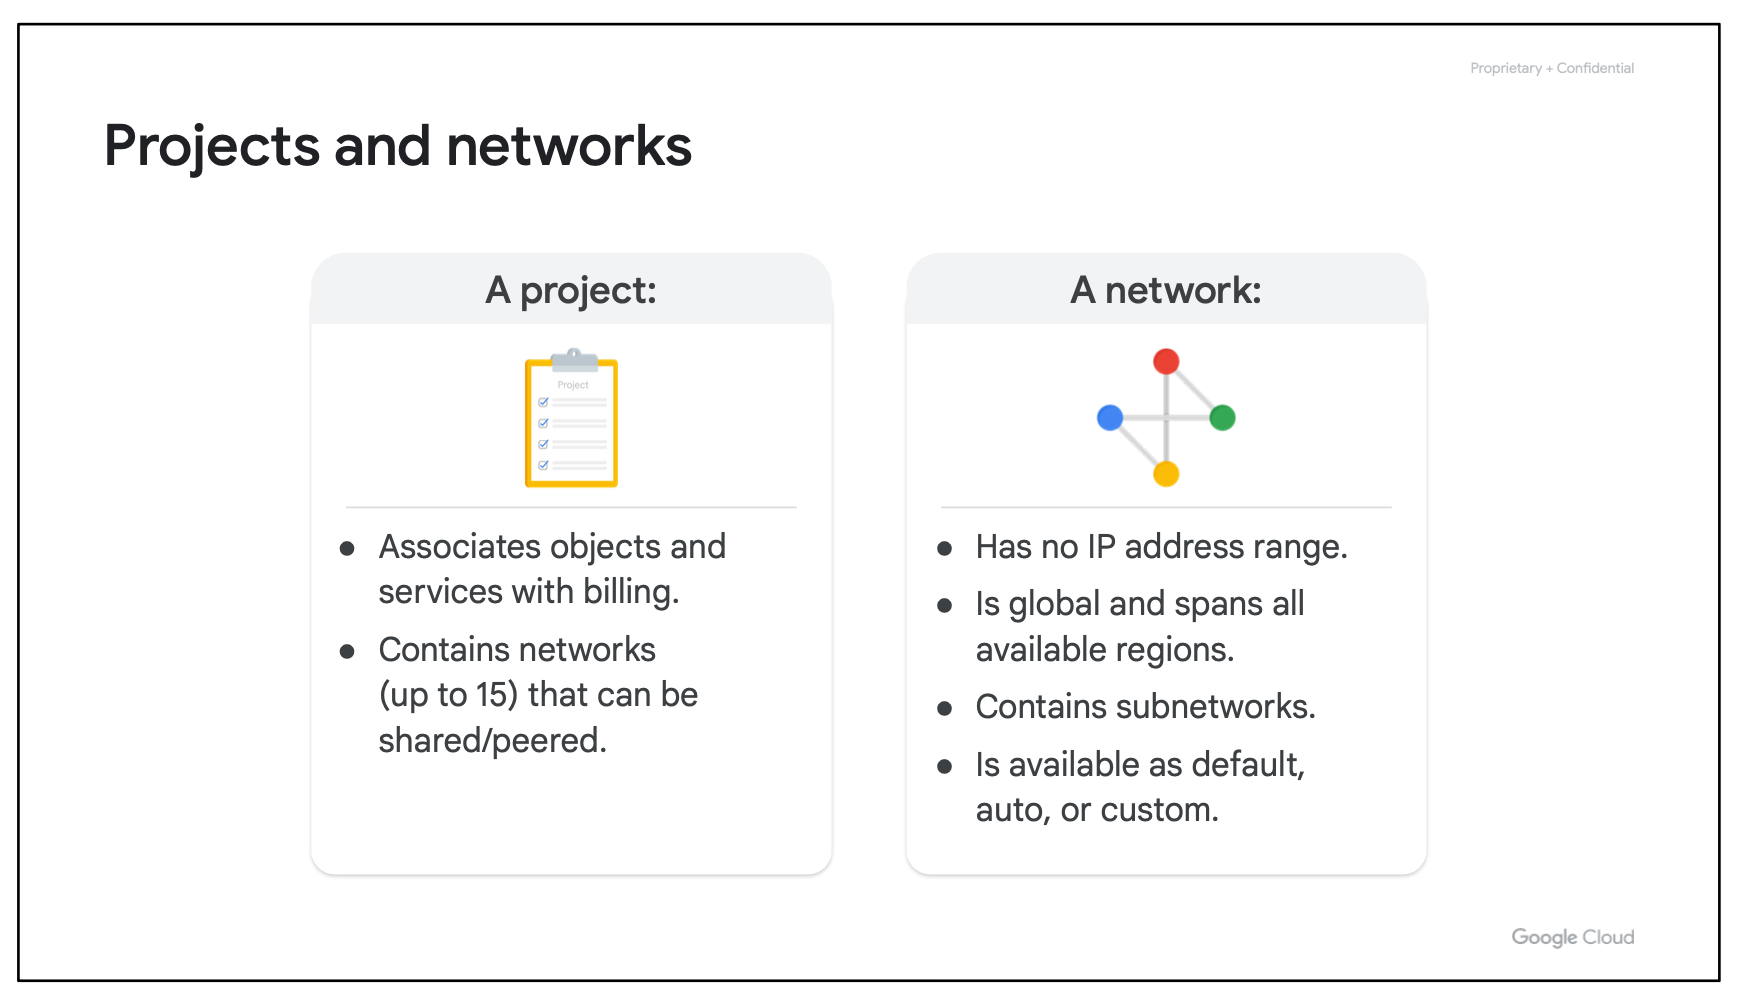 Proprietary + Confidential
Projects and networks
A project:
Project
● Associates objects and
services with billing.
● Contains networks
(up to 15) that can be
shared/peered.
A network:
● Has no IP address range.
● Is global and spans all
available regions.
● Contains subnetworks.
● Is available as default,
auto, or custom.
Google Cloud